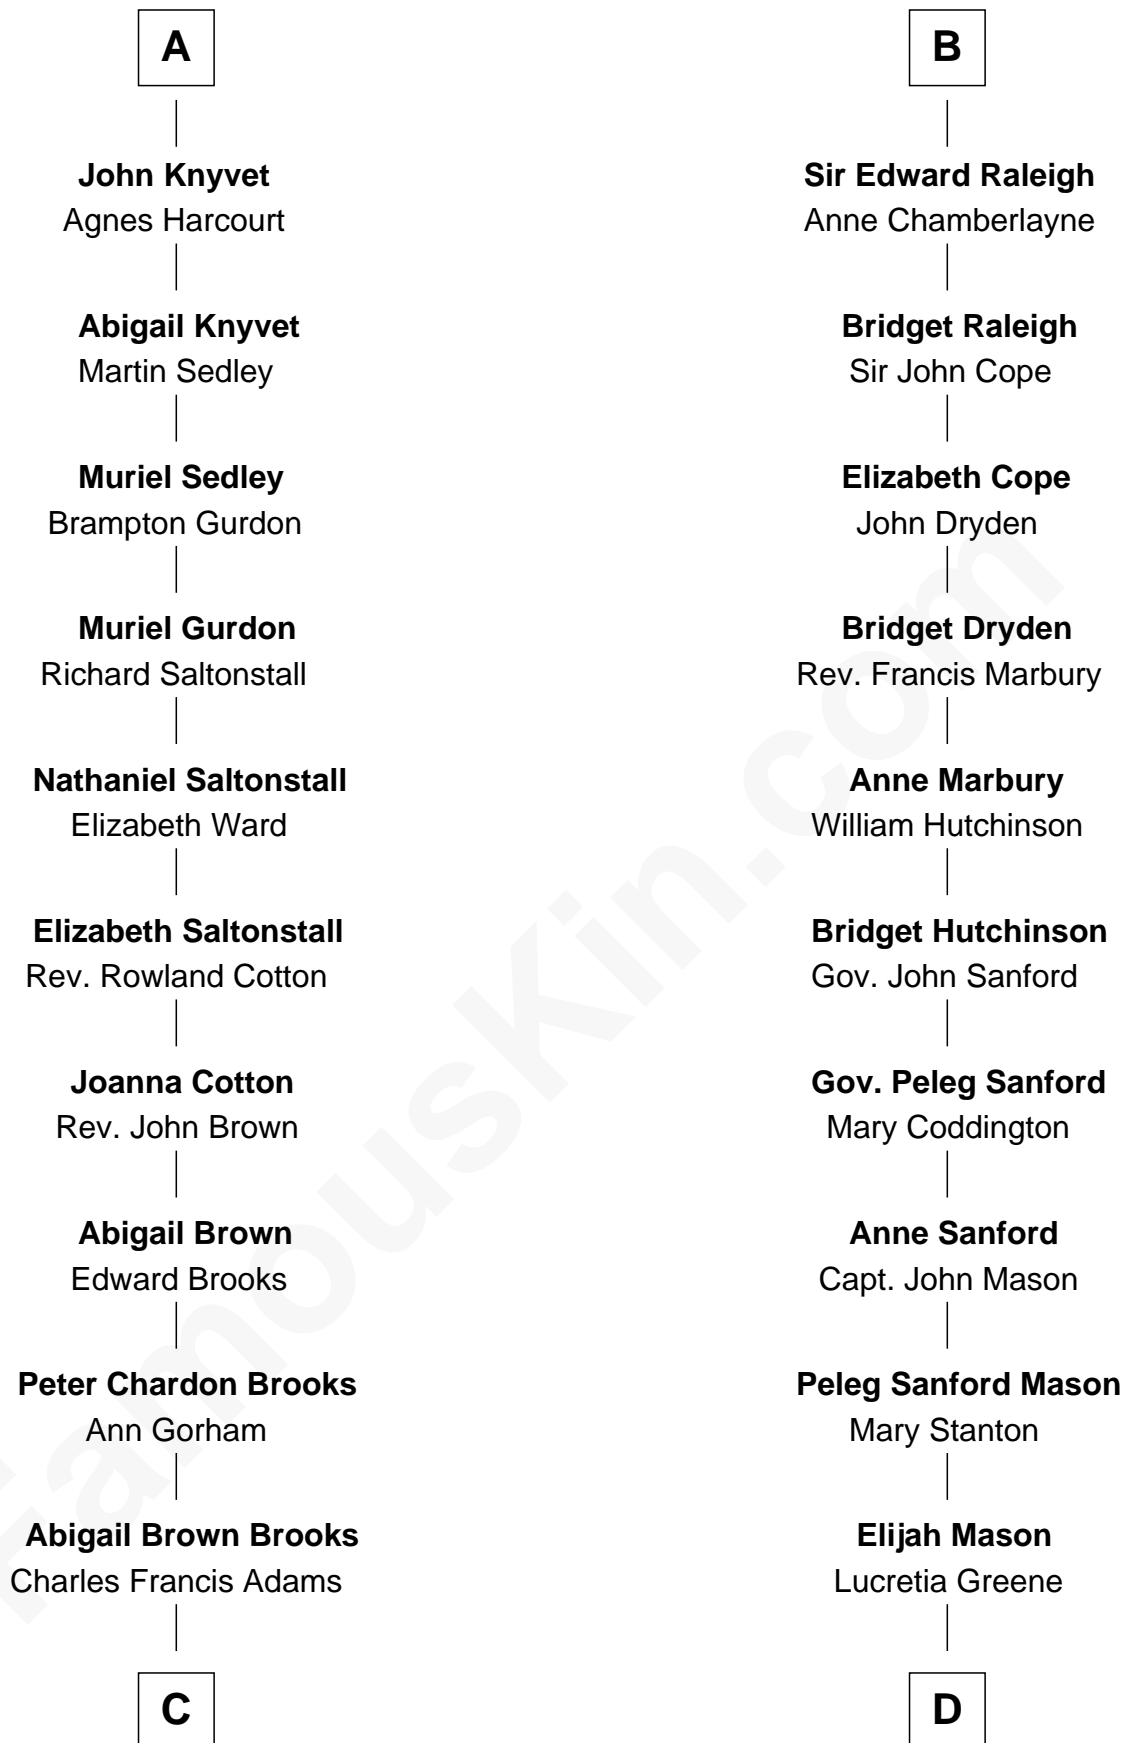 A
John Knyvet
Agnes Harcourt
Abigail Knyvet
Martin Sedley
Muriel Sedley
Brampton Gurdon
Muriel Gurdon
Richard Saltonstall
Nathaniel Saltonstall
Elizabeth Ward
Elizabeth Saltonstall
Rev. Rowland Cotton
Joanna Cotton
Rev. John Brown
Abigail Brown
Edward Brooks
Peter Chardon Brooks
Ann Gorham
Abigail Brown Brooks
Charles Francis Adams
C
B
Sir Edward Raleigh
Anne Chamberlayne
Bridget Raleigh
Sir John Cope
Elizabeth Cope
John Dryden
Bridget Dryden
Rev. Francis Marbury
Anne Marbury
William Hutchinson
Bridget Hutchinson
Gov. John Sanford
Gov. Peleg Sanford
Mary Coddington
Anne Sanford
Capt. John Mason
Peleg Sanford Mason
Mary Stanton
Elijah Mason
Lucretia Greene
D
FamousKin.com